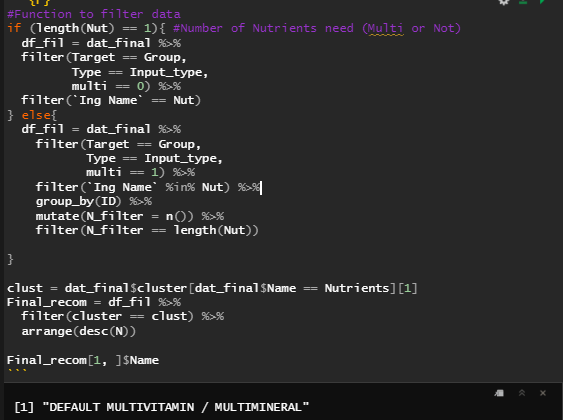 {r}
#Function to filter data
if (length(Nut) == 1){ #Number of Nutrients need (Multi or Not)
  df_fil = dat_final %>%
  filter(Target == Group,
         Type == Input_type,
         multi == 0) %>%
  filter(`Ing Name` == Nut)
} else{
  df_fil = dat_final %>%
    filter(Target == Group,
           Type == Input_type,
           multi == 1) %>%
    filter(`Ing Name` %in% Nut) %>%
    group_by(ID) %>%
    mutate(N_filter = n()) %>%
    filter(N_filter == length(Nut))
}
clust = dat_final$cluster[dat_final$Name == Nutrients][1]
Final_recom = df_fil %>%
  filter(cluster == clust) %>%
  arrange(desc(N))
Final_recom[1, ]$Name
```
[1] "DEFAULT MULTIVITAMIN / MULTIMINERAL"